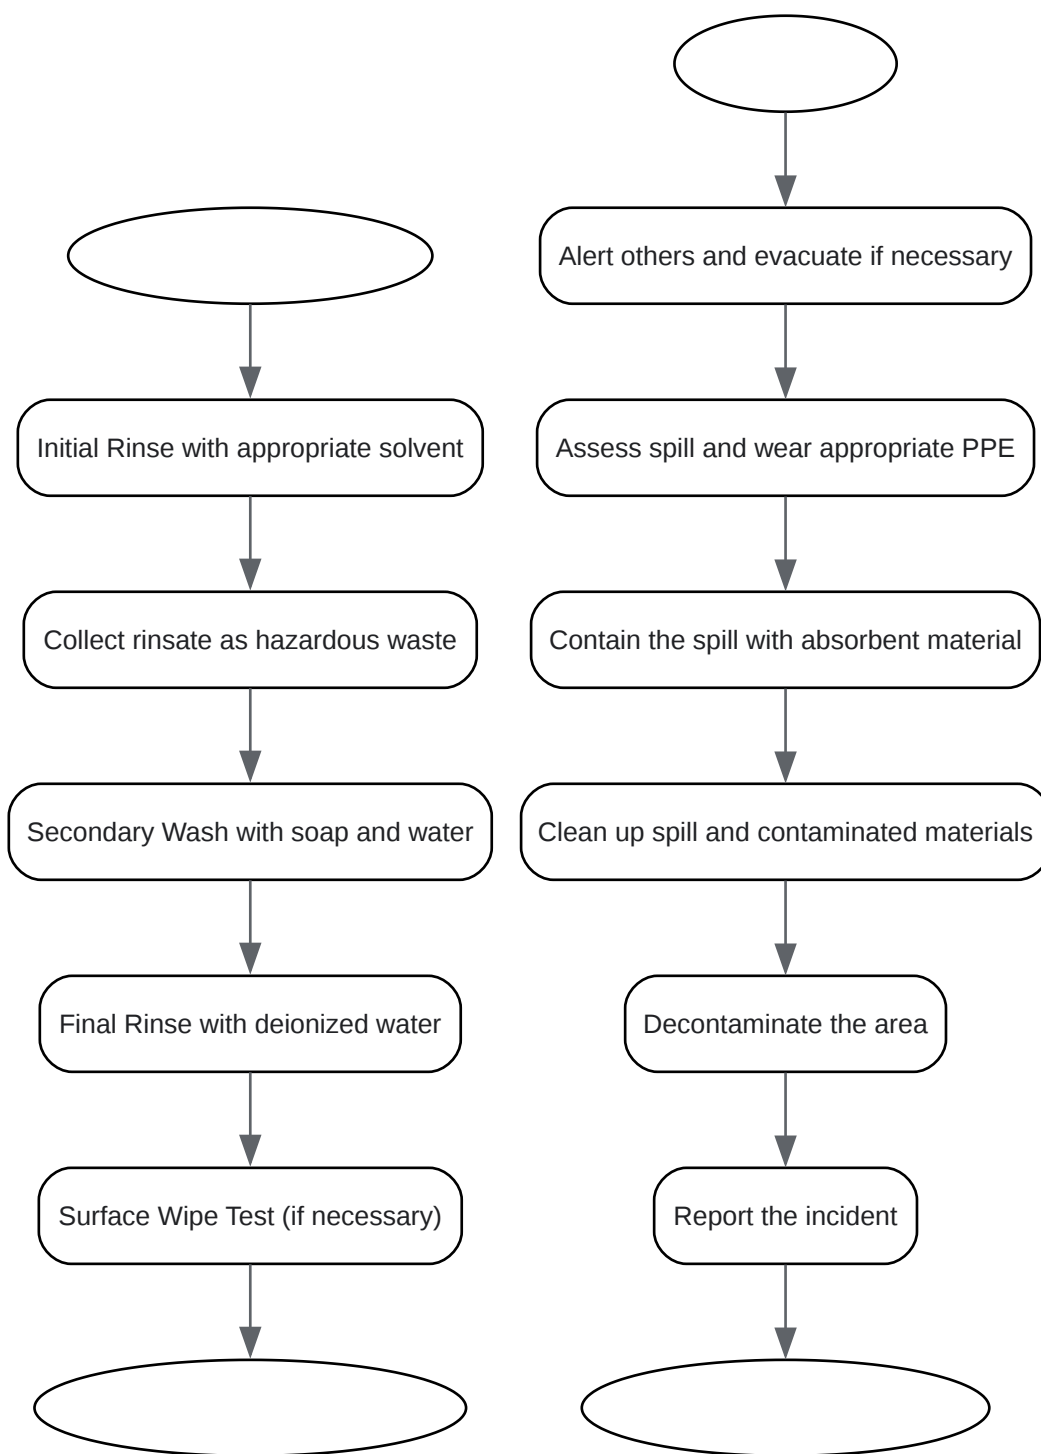 Initial Rinse with appropriate solvent
Collect rinsate as hazardous waste
Secondary Wash with soap and water
Final Rinse with deionized water
Surface Wipe Test (if necessary)
Alert others and evacuate if necessary
Assess spill and wear appropriate PPE
Contain the spill with absorbent material
Clean up spill and contaminated materials
Decontaminate the area
Report the incident